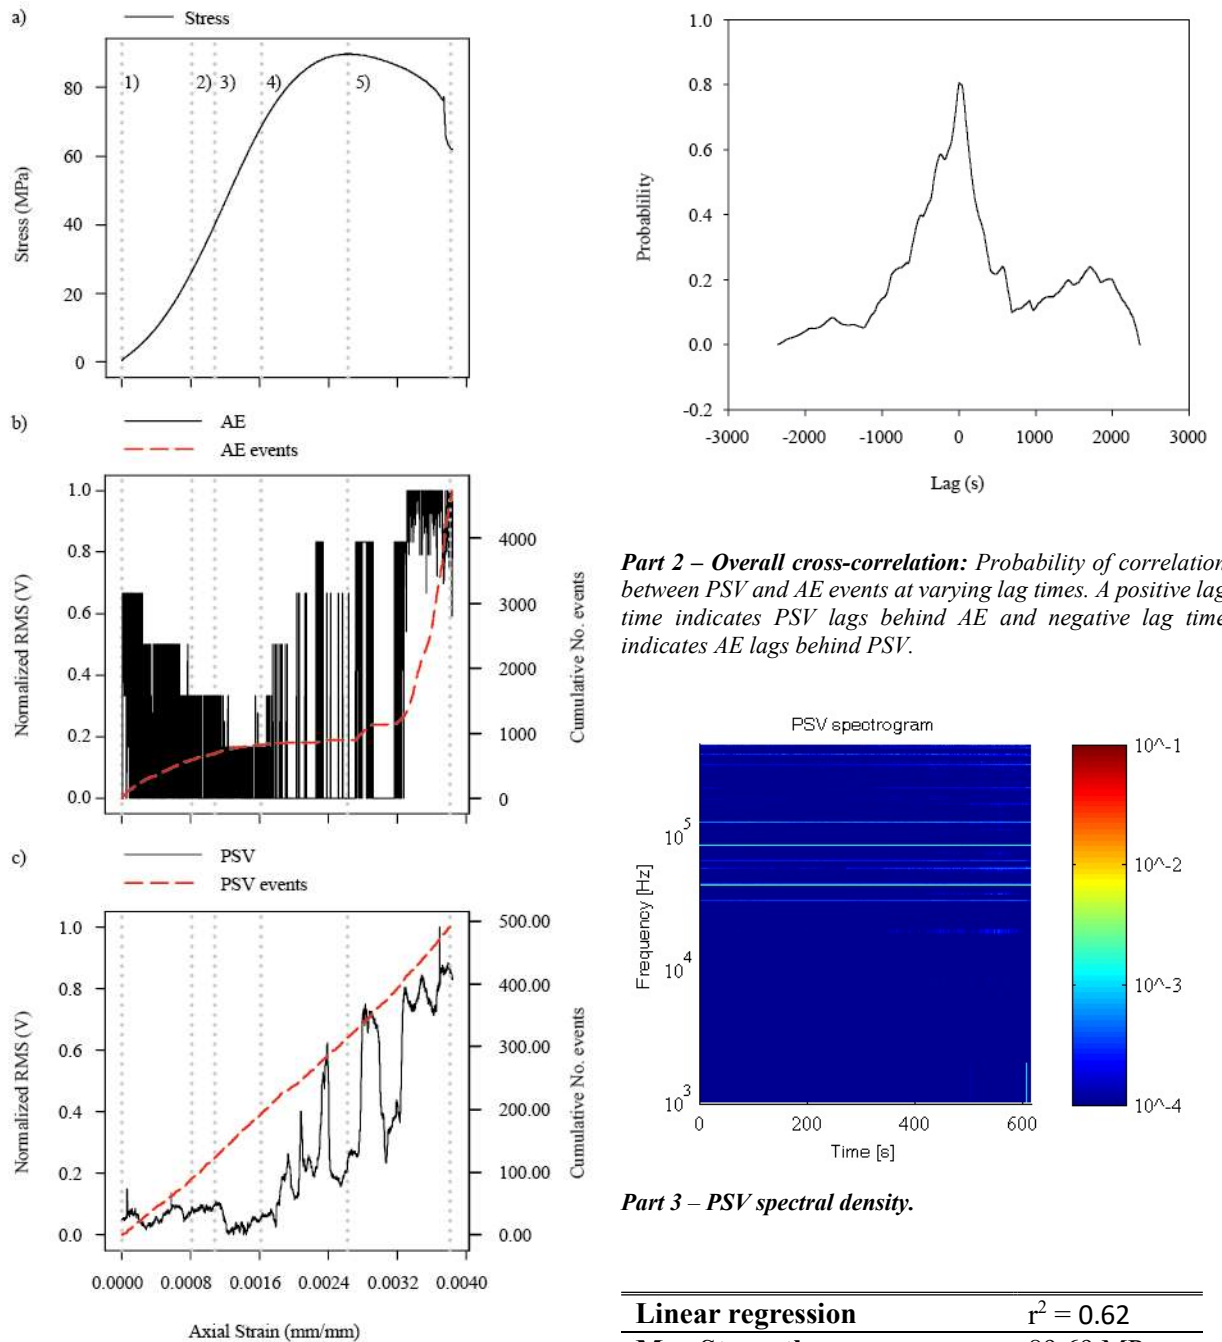 a)
Stress
1)
2)
3)
4)
5)
80
60
40
20
0
Stress (MPa)
b)
AE
AE events
1.0
0.8
0.6
0.4
0.2
0.0
Normalized RMS (V)
4000
3000
2000
1000
0
Cumulative No. events
c)
PSV
PSV events
1.0
0.8
0.6
0.4
0.2
0.0
Normalized RMS (V)
500.00
400.00
300.00
200.00
100.00
0.00
Cumulative No. events
0.0000 0.0008 0.0016 0.0024 0.0032 0.0040
Axial Strain (mm/mm)
1.0
0.8
0.6
0.4
0.2
0.0
-0.2
Probablility
-3000 -2000 -1000 0 1000 2000 3000
Lag (s)
Part 2 – Overall cross-correlation: Probability of correlation
between PSV and AE events at varying lag times. A positive lag
time indicates PSV lags behind AE and negative lag time
indicates AE lags behind PSV.
PSV spectrogram
10^5
10^4
10^3
Frequency [Hz]
0 200 400 600
Time [s]
10^-1
10^-2
10^-3
10^-4
Part 3 – PSV spectral density.
Linear regression r² = 0.62